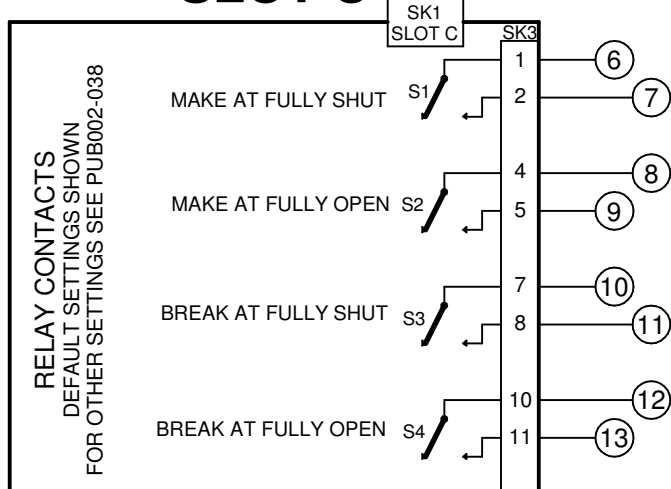 SK1
SLOT C
SK3
RELAY CONTACTS
DEFAULT SETTINGS SHOWN
FOR OTHER SETTINGS SEE PUB002-038
MAKE AT FULLY SHUT S1 1 6
2 7
MAKE AT FULLY OPEN S2 4 8
5 9
BREAK AT FULLY SHUT S3 7 10
8 11
BREAK AT FULLY OPEN S4 10 12
11 13